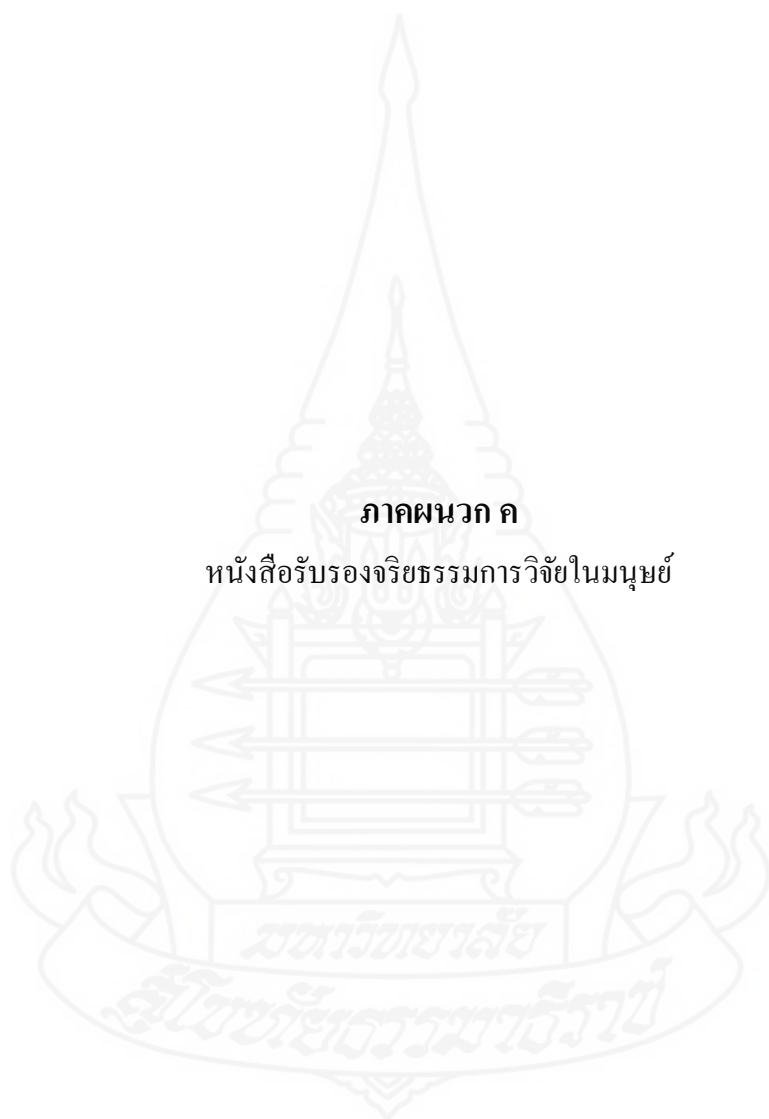 ภาคผนวก ค
หนังสือรับรองจริยธรรมการวิจัยในมนุษย์
มหาวิทยาลัย
สุโขทัยธรรมาธิราช